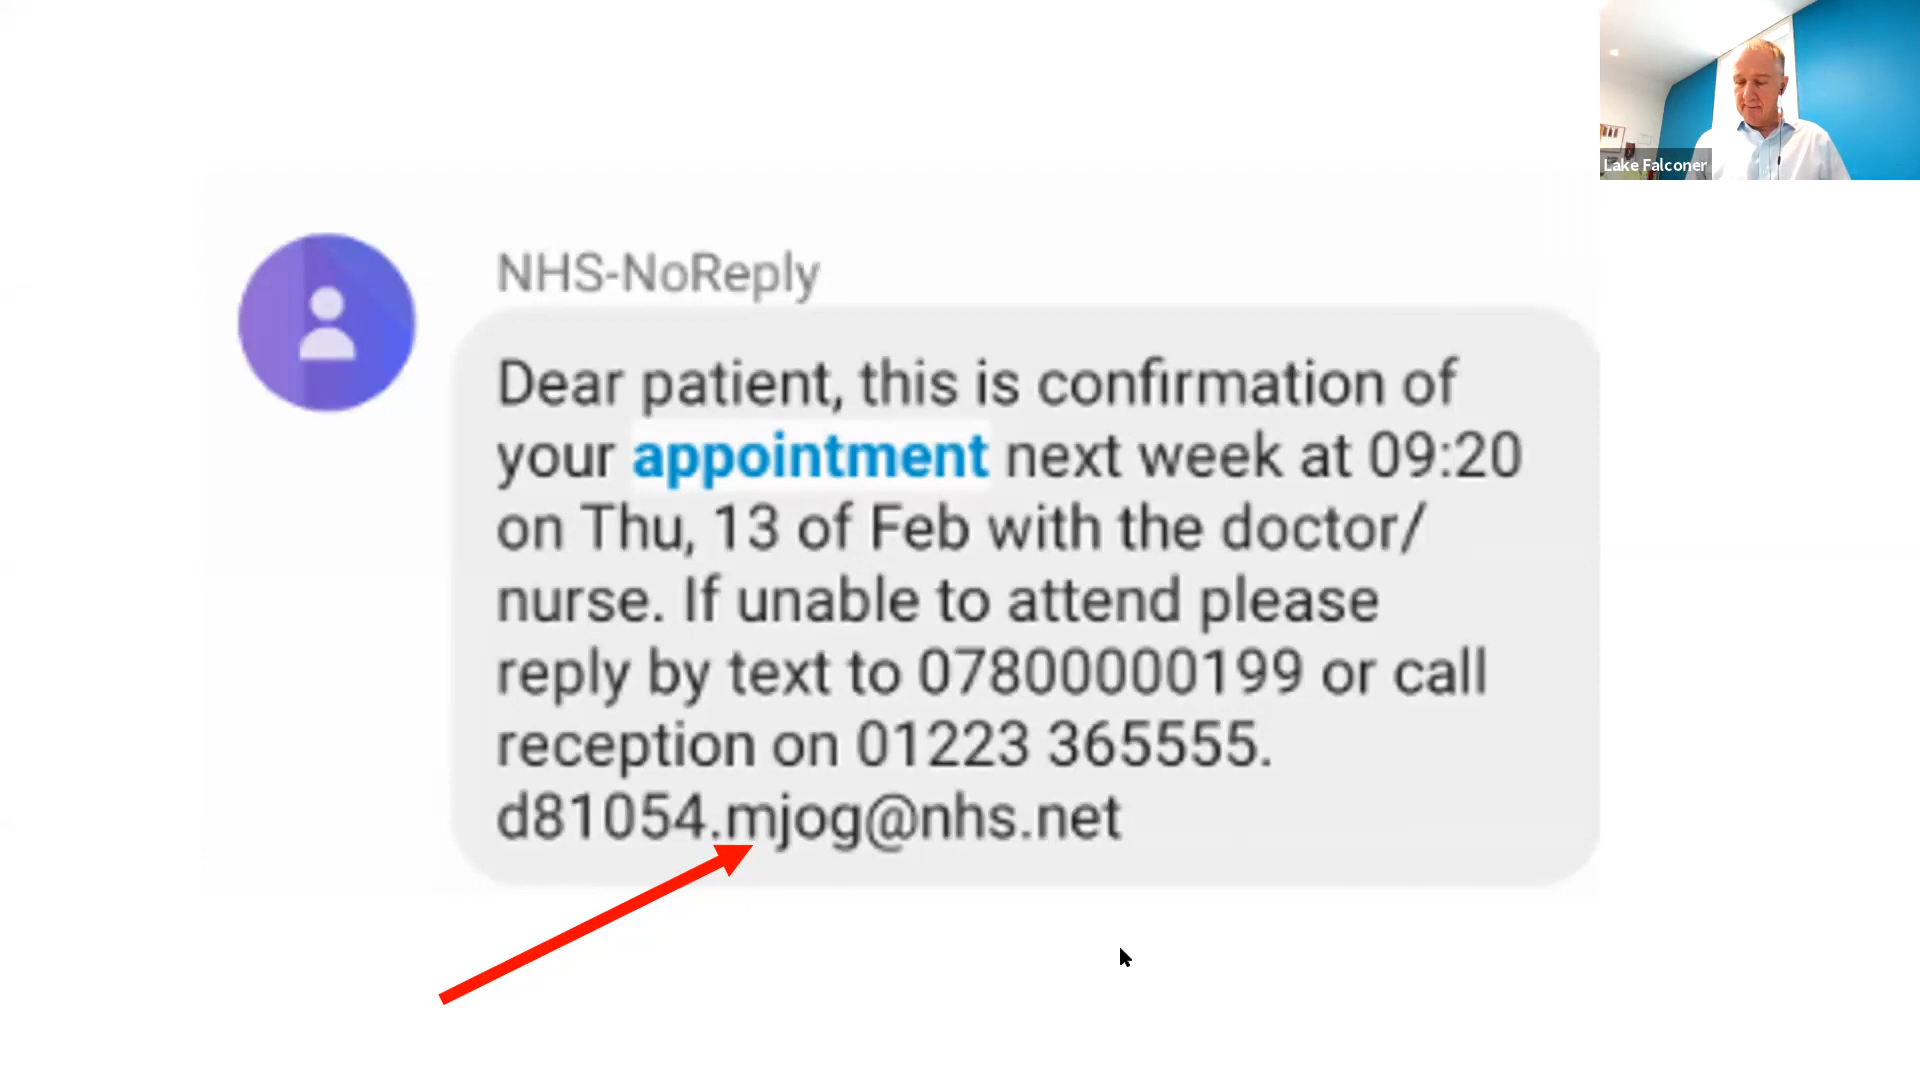 Lake Falconer
NHS-NoReply
Dear patient, this is confirmation of
your appointment next week at 09:20
on Thu, 13 of Feb with the doctor/
nurse. If unable to attend please
reply by text to 07800000199 or call
reception on 01223 365555.
d81054.mjog@nhs.net